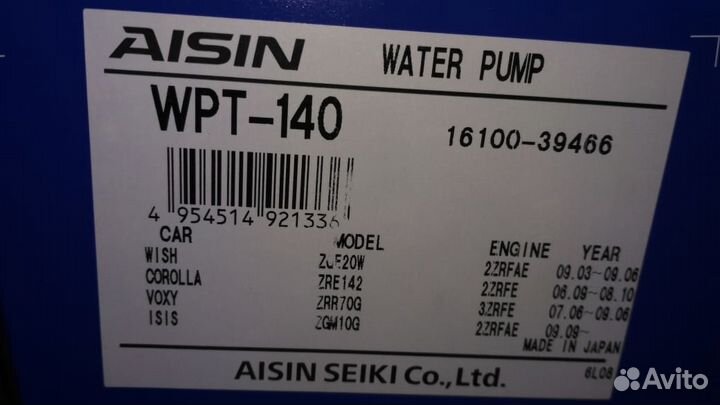 AISIN WATER PUMP
WPT-140 16100-39466
4 954514 921336
CAR MODEL ENGINE YEAR
WISH 2ZRFAE 09.03~09.06
COROLLA ZRE142 2ZRFE 06.09~08.10
VOXY ZRR70G 3ZRFE 07.06~09.06
ISIS ZGM10G 2ZRFAE 09.09~
MADE IN JAPAN
AISIN SEIKI Co.,Ltd. 6L08
Avito